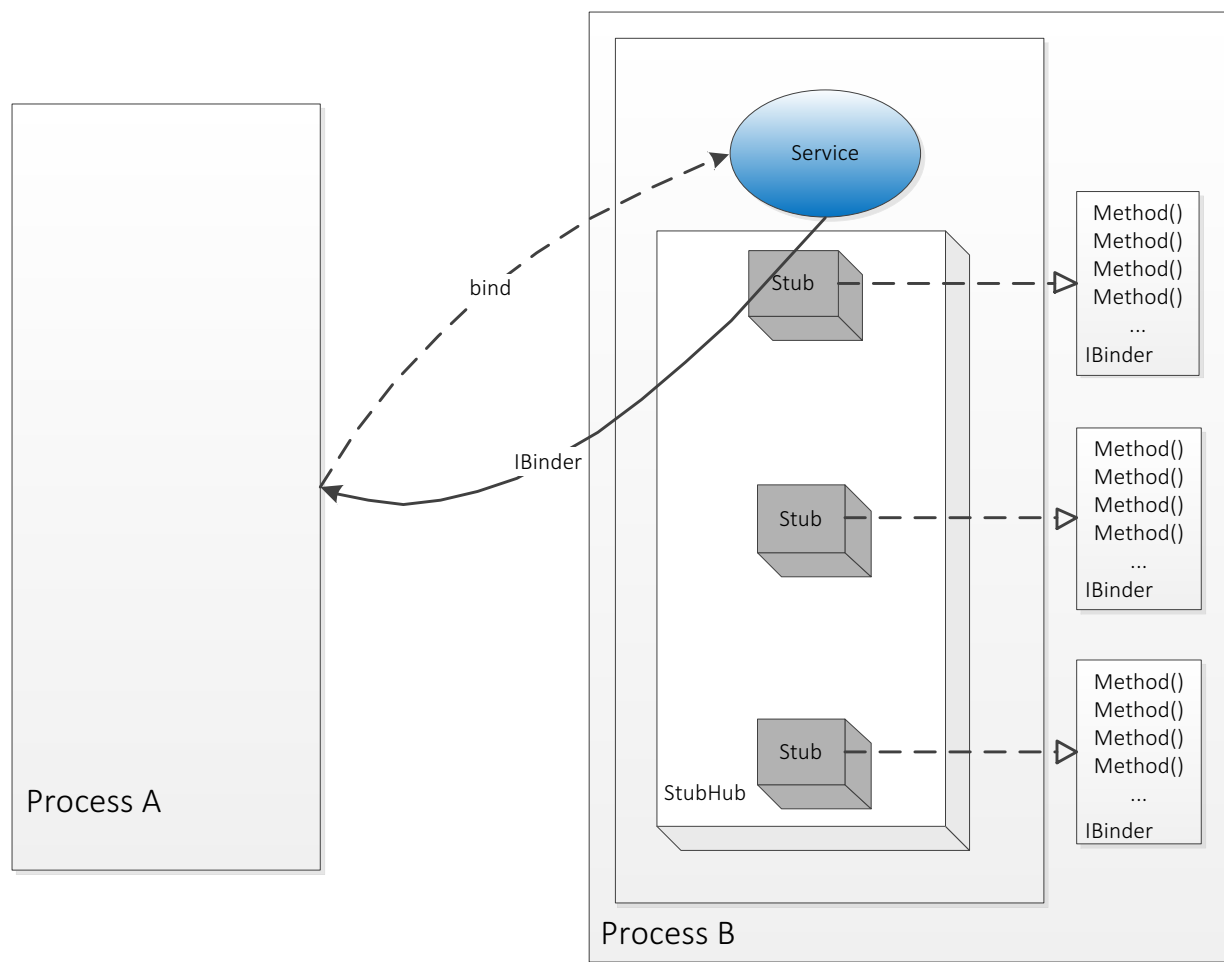 Service
bind
Stub
IBinder
Stub
Stub
StubHub
Process A
Process B
Method()
Method()
Method()
Method()
...
IBinder
Method()
Method()
Method()
Method()
...
IBinder
Method()
Method()
Method()
Method()
...
IBinder